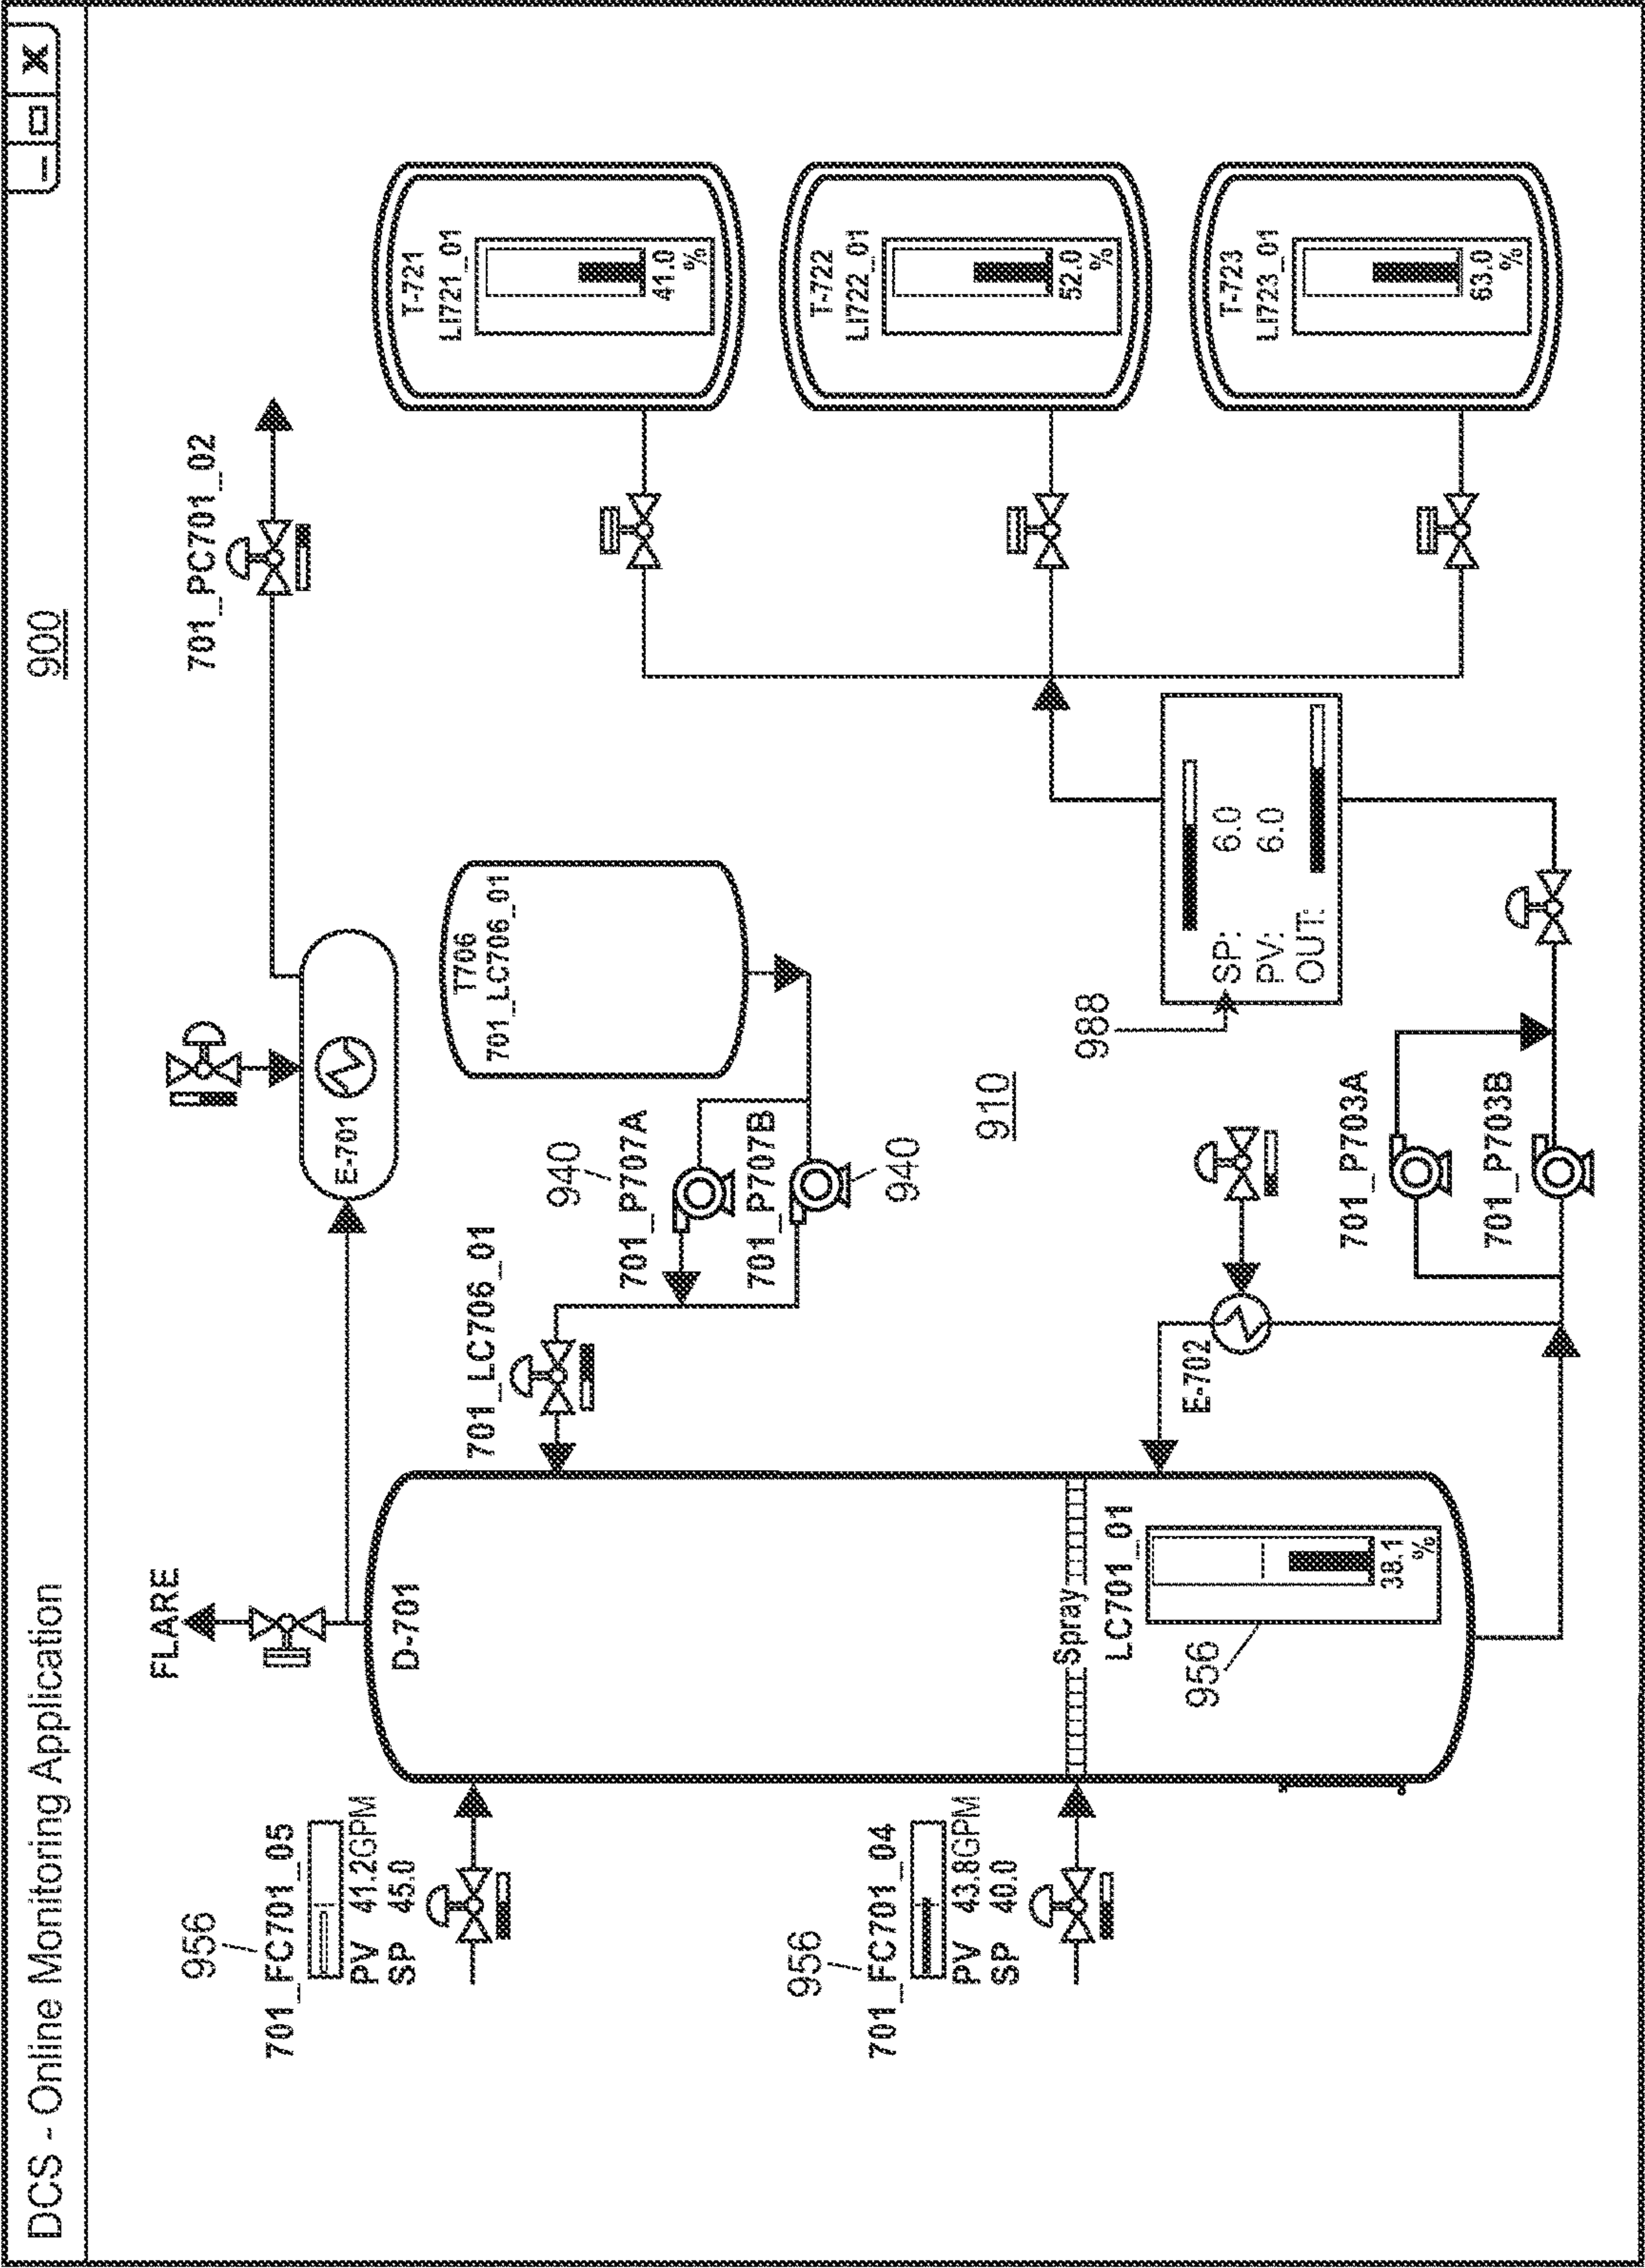 DCS - Online Monitoring Application
900
_ X
FLARE
701_PC701_02
E-701
956
701_FC701_05
PV 41.2GPM
SP 45.0
D-701
701_LC706_01
T706
701_LC706_01
940
701_P707A
701_P707B
940
T-721
LI721_01
41.0
%
T-722
LI722_01
52.0
%
T-723
LI723_01
63.0
%
956
701_FC701_04
PV 43.8GPM
SP 40.0
Spray
LC701_01
956
38.1
%
E-702
910
988
SP: 6.0
PV: 6.0
OUT:
701_P703A
701_P703B